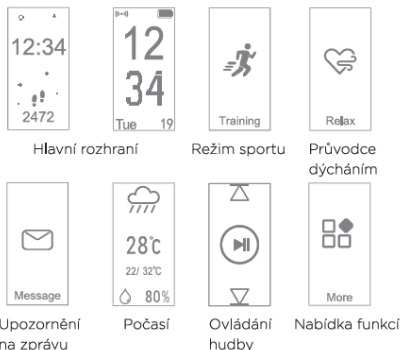 12:34
2472
12
34
Tue 19
Training
Relax
Hlavní rozhraní
Režim sportu
Průvodce
dýcháním
Message
28°c
22/ 32°C
80%
More
Upozornění
na zprávu
Počasí
Ovládání
hudby
Nabídka funkcí